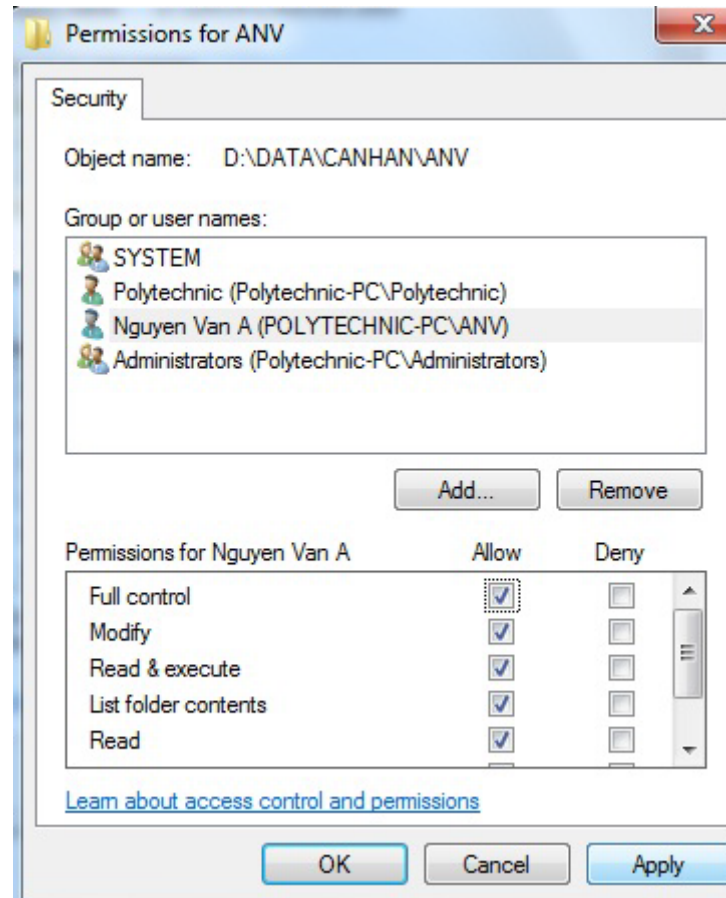 Permissions for ANV
Security
Object name: D:\DATA\CANHAN\ANV
Group or user names:
SYSTEM
Polytechnic (Polytechnic-PC\Polytechnic)
Nguyen Van A (POLYTECHNIC-PC\ANV)
Administrators (Polytechnic-PC\Administrators)
Add... Remove
Permissions for Nguyen Van A Allow Deny
Full control
Modify
Read & execute
List folder contents
Read
Learn about access control and permissions
OK Cancel Apply